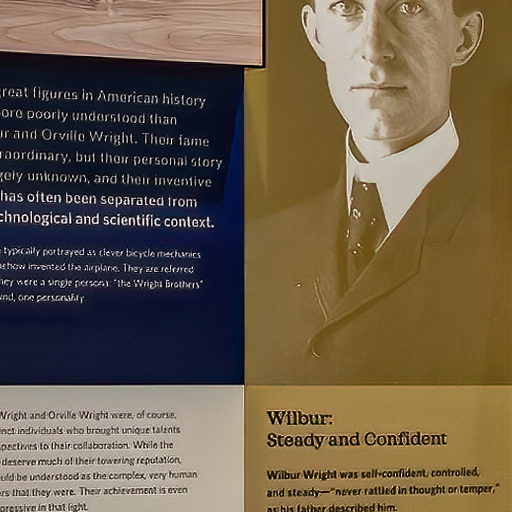 great figures in American history
ore poorly understood than
ur and Orville Wright. Their fame
raordinary, but their personal story
gely unknown, and their inventive
has often been separated from
chnological and scientific context.
typically portrayed as clever bicycle mechanics
ehow invented the airplane. They are referred
hey were a single persona: "the Wright Brothers"
nd, one personality.
Wright and Orville Wright were, of course,
nct individuals who brought unique talents
pectives to their collaboration. While the
deserve much of their towering reputation,
uld be understood as the complex, very human
rs that they were. Their achievement is even
pressive in that light.
Wilbur:
Steady and Confident
Wilbur Wright was self-confident, controlled,
and steady—"never rattled in thought or temper,"
as his father described him.